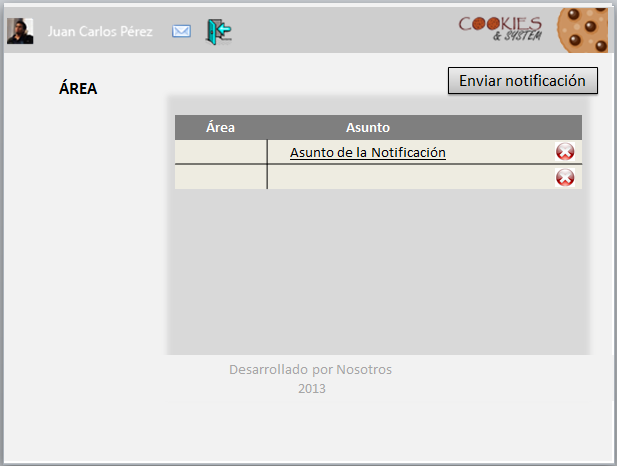 Juan Carlos Pérez
COOKIES
& SYSTEM
Enviar notificación
ÁREA
Área Asunto
Asunto de la Notificación
Desarrollado por Nosotros
2013